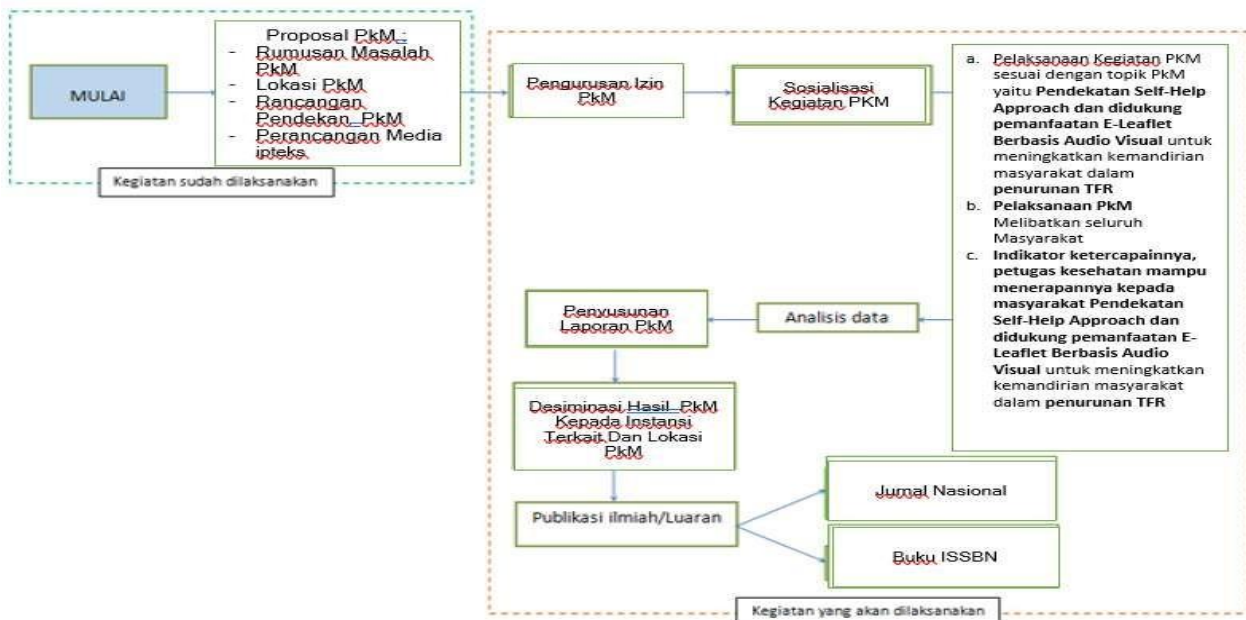 MULAI
Proposal PkM :
- Rumusan Masalah
PkM
- Lokasi PkM
- Rancangan
Pendekan PkM
- Perancangan Media
ipteks
Kegiatan sudah dilaksanakan
Pengurusan Izin
PkM
Sosialisasi
Kegiatan PKM
a. Pelaksanaan Kegiatan PKM
sesuai dengan topik PkM
yaitu Pendekatan Self-Help
Approach dan didukung
pemanfaatan E-Leaflet
Berbasis Audio Visual untuk
meningkatkan kemandirian
masyarakat dalam
penurunan TFR
b. Pelaksanaan PkM
Melibatkan seluruh
Masyarakat
c. Indikator ketercapainnya,
petugas kesehatan mampu
menerapannya kepada
masyarakat Pendekatan
Self-Help Approach dan
didukung pemanfaatan E-
Leaflet Berbasis Audio
Visual untuk meningkatkan
kemandirian masyarakat
dalam penurunan TFR
Analisis data
Penyusunan
Laporan PkM
Desiminasi Hasil PkM
Kepada Instansi
Terkait Dan Lokasi
PkM
Publikasi ilmiah/Luaran
Jurnal Nasional
Buku ISSBN
Kegiatan yang akan dilaksanakan